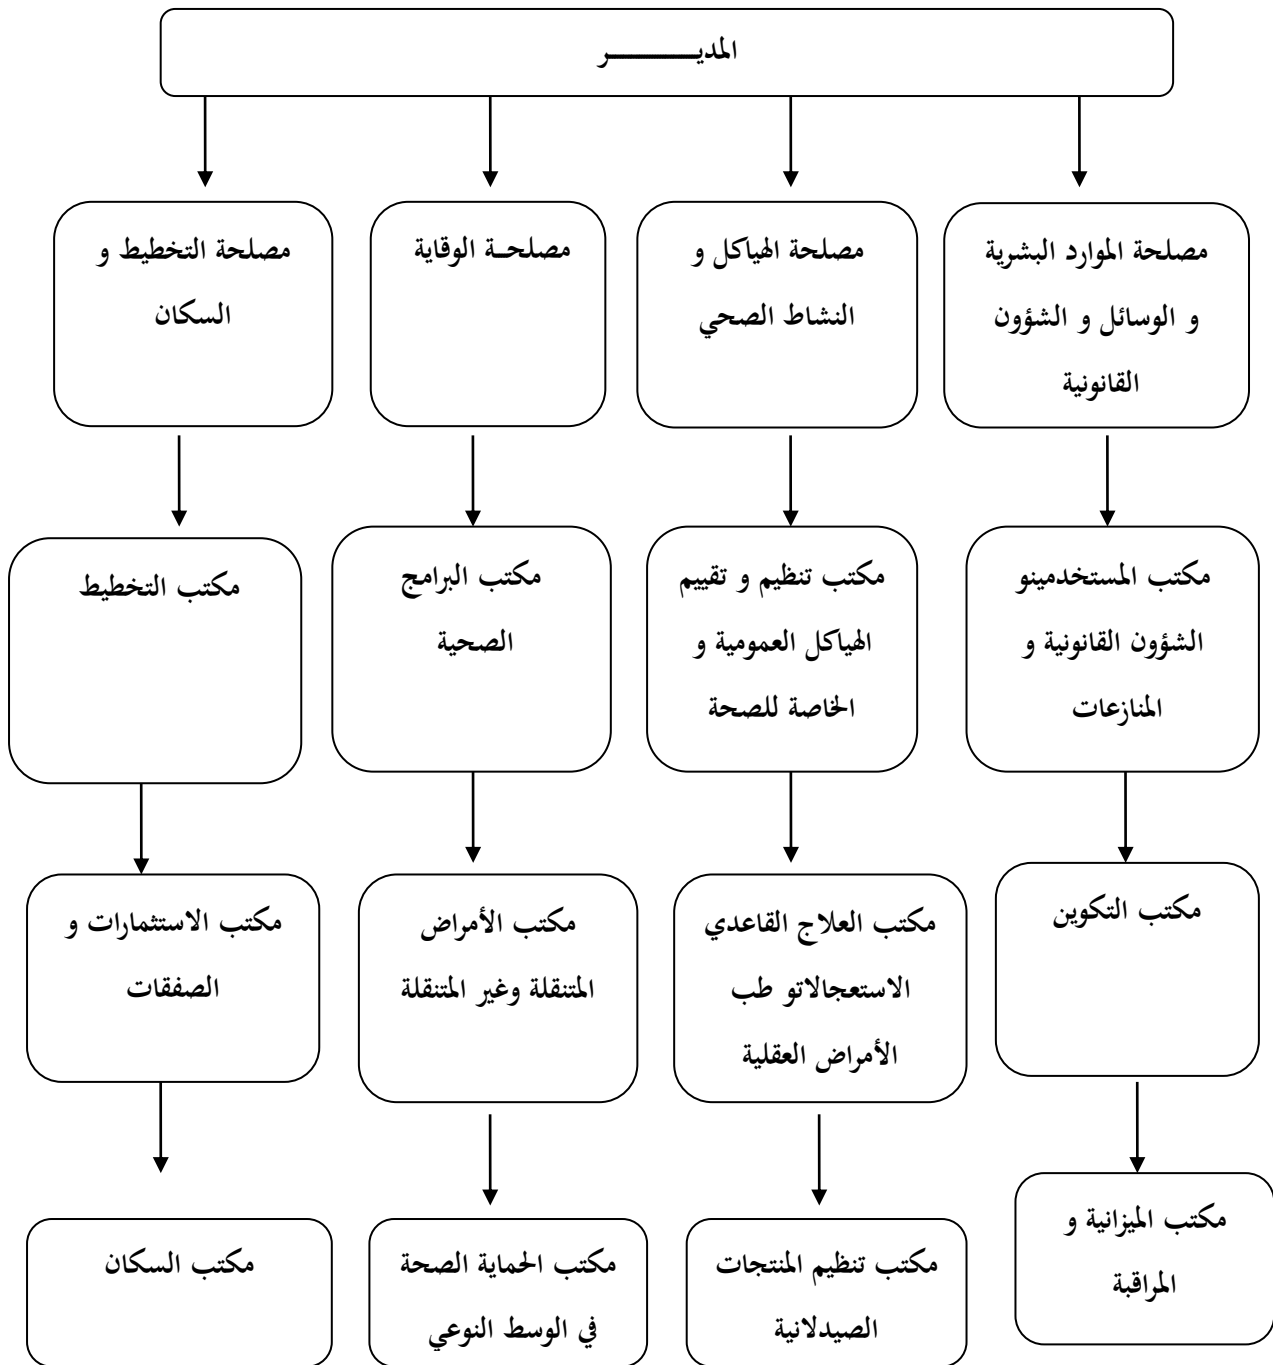 المديـــــــــــر
مصلحة الموارد البشرية
و الوسائل و الشؤون
القانونية
مصلحة الهياكل و
النشاط الصحي
مصلحـة الوقاية
مصلحة التخطيط و
السكان
مكتب المستخدمينو
الشؤون القانونية و
المنازعات
مكتب تنظيم و تقييم
الهياكل العمومية و
الخاصة للصحة
مكتب البرامج
الصحية
مكتب التخطيط
مكتب التكوين
مكتب العلاج القاعدي
الاستعجالاتو طب
الأمراض العقلية
مكتب الأمراض
المتنقلة وغير المتنقلة
مكتب الاستثمارات و
الصفقات
مكتب الميزانية و
المراقبة
مكتب تنظيم المنتجات
الصيدلانية
مكتب الحماية الصحة
في الوسط النوعي
مكتب السكان